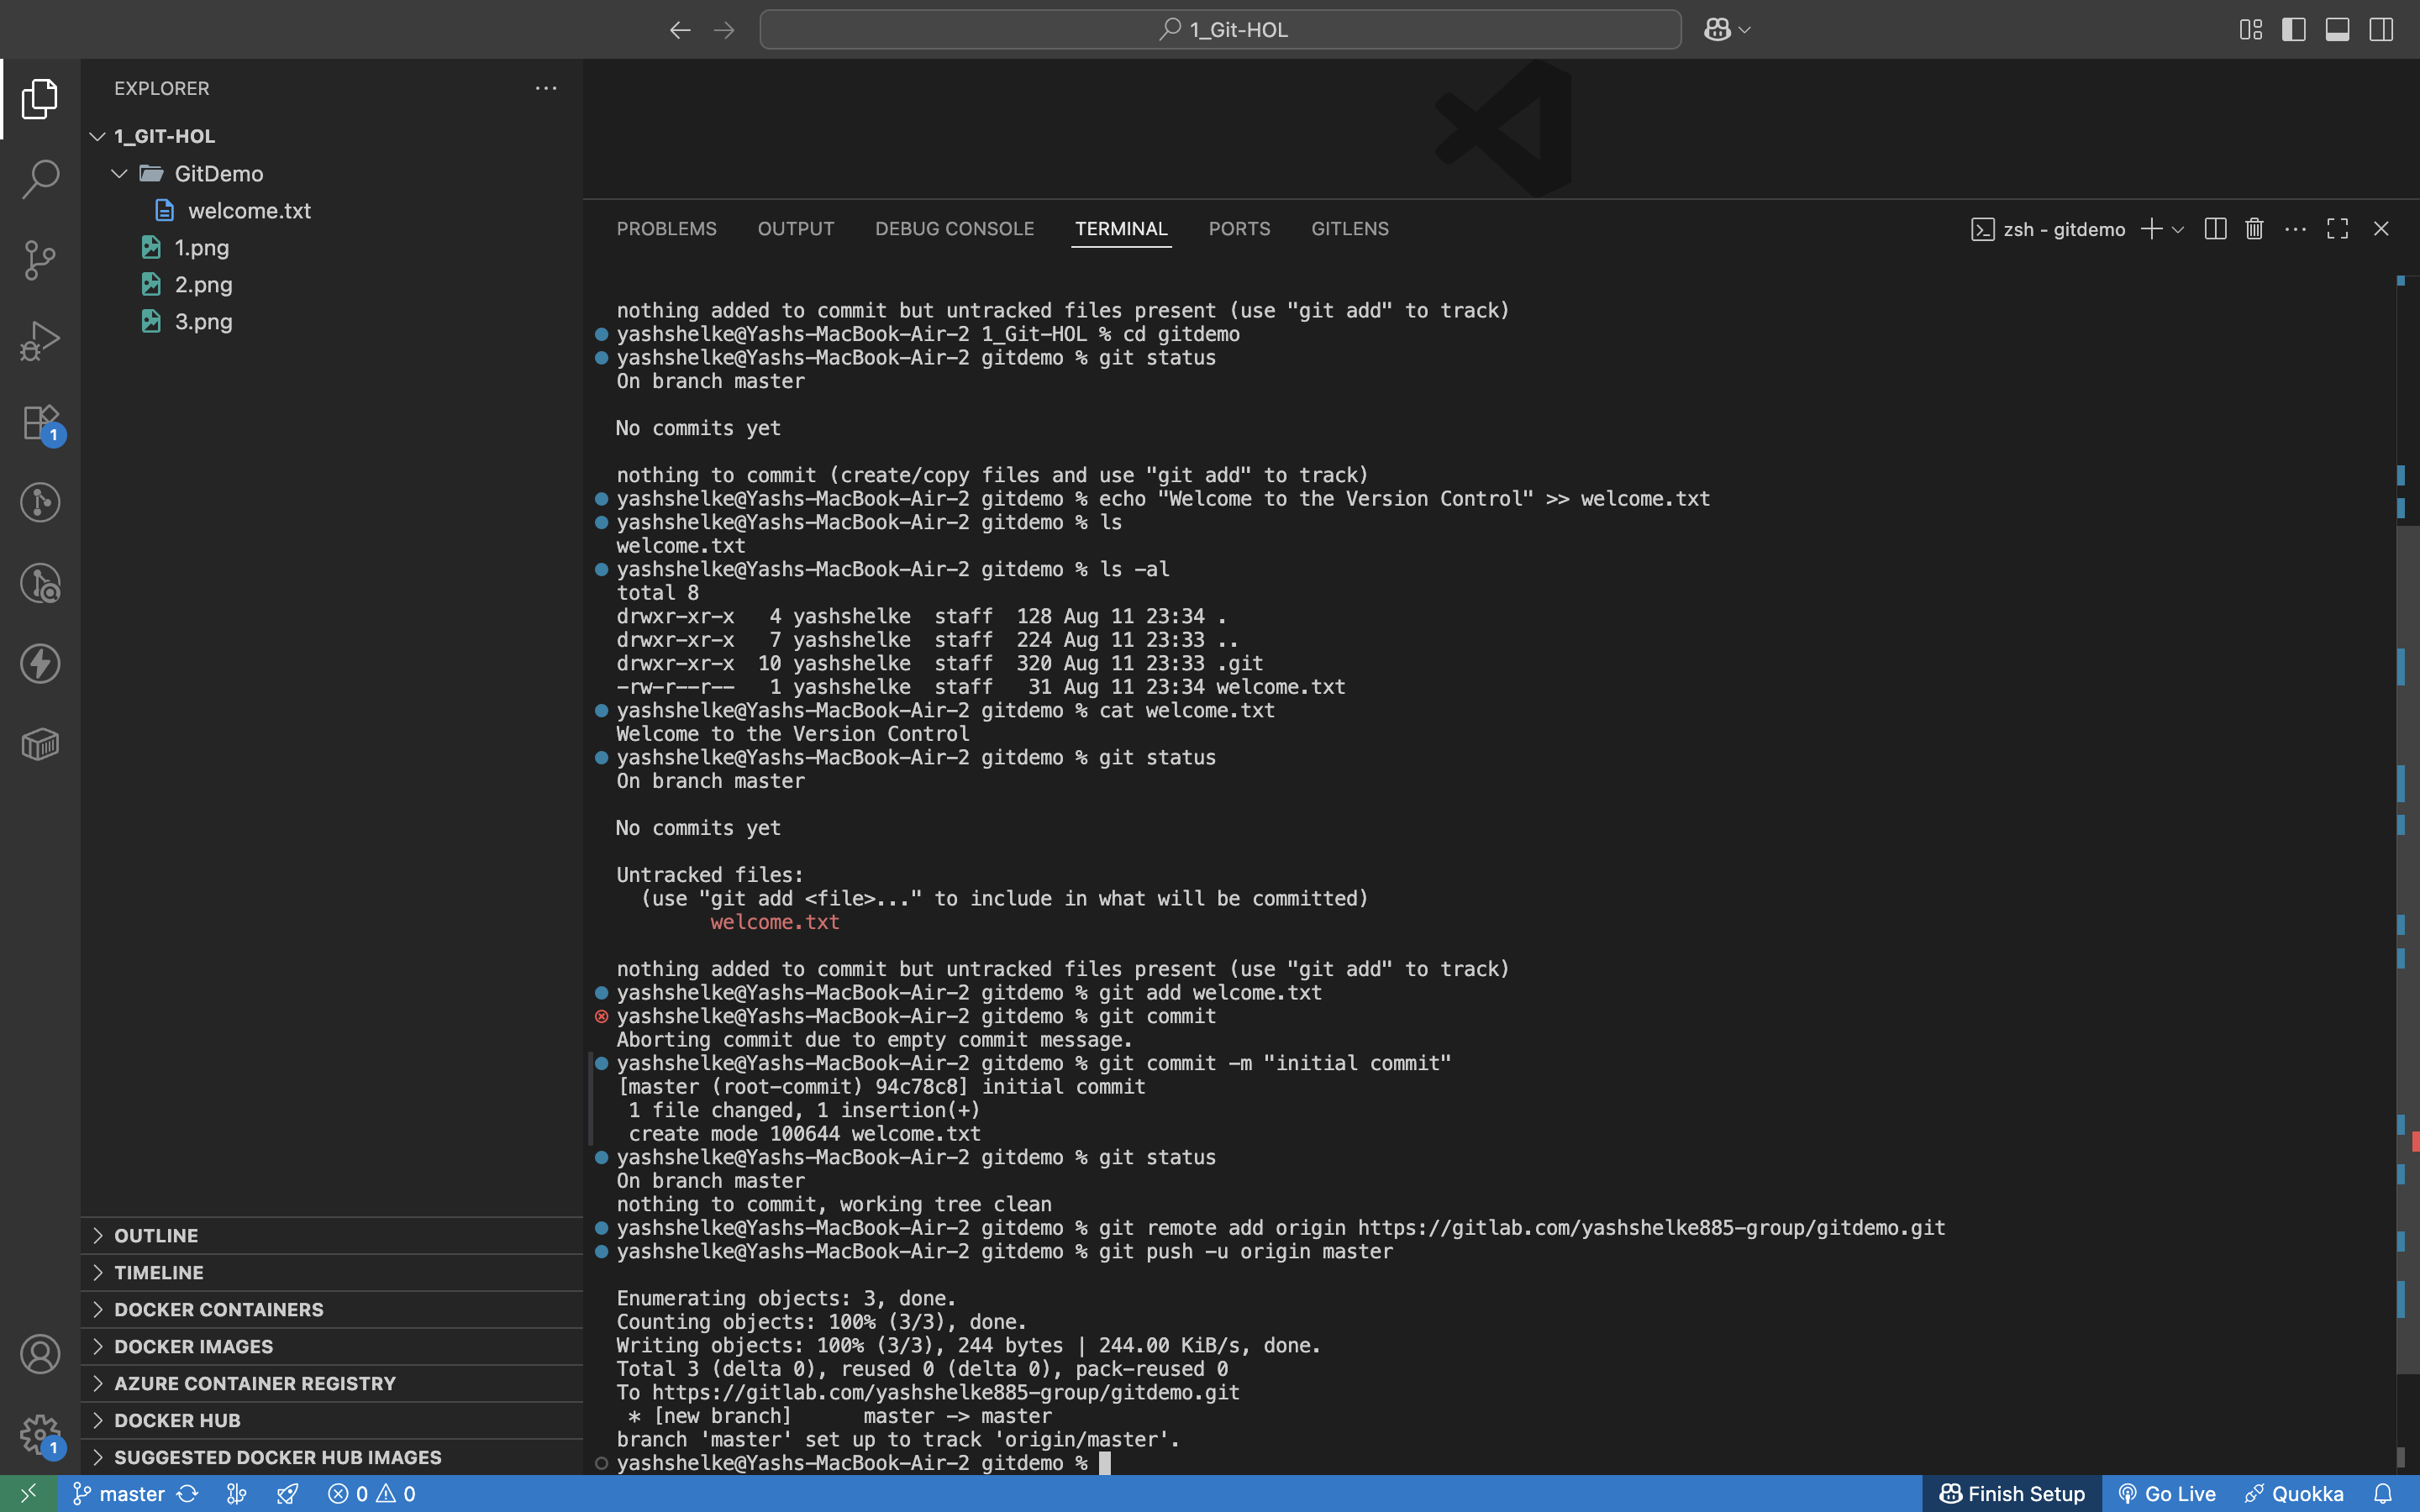 1_Git-HOL
EXPLORER
1_GIT-HOL
GitDemo
welcome.txt
1.png
2.png
3.png
1
OUTLINE
TIMELINE
DOCKER CONTAINERS
DOCKER IMAGES
AZURE CONTAINER REGISTRY
DOCKER HUB
SUGGESTED DOCKER HUB IMAGES
1
PROBLEMS OUTPUT DEBUG CONSOLE TERMINAL PORTS GITLENS
zsh - gitdemo
nothing added to commit but untracked files present (use "git add" to track)
yashshelke@Yashs-MacBook-Air-2 1_Git-HOL % cd gitdemo
yashshelke@Yashs-MacBook-Air-2 gitdemo % git status
On branch master
No commits yet
nothing to commit (create/copy files and use "git add" to track)
yashshelke@Yashs-MacBook-Air-2 gitdemo % echo "Welcome to the Version Control" >> welcome.txt
yashshelke@Yashs-MacBook-Air-2 gitdemo % ls
welcome.txt
yashshelke@Yashs-MacBook-Air-2 gitdemo % ls -al
total 8
drwxr-xr-x   4 yashshelke  staff  128 Aug 11 23:34 .
drwxr-xr-x   7 yashshelke  staff  224 Aug 11 23:33 ..
drwxr-xr-x  10 yashshelke  staff  320 Aug 11 23:33 .git
-rw-r--r--   1 yashshelke  staff   31 Aug 11 23:34 welcome.txt
yashshelke@Yashs-MacBook-Air-2 gitdemo % cat welcome.txt
Welcome to the Version Control
yashshelke@Yashs-MacBook-Air-2 gitdemo % git status
On branch master
No commits yet
Untracked files:
(use "git add <file>..." to include in what will be committed)
welcome.txt
nothing added to commit but untracked files present (use "git add" to track)
yashshelke@Yashs-MacBook-Air-2 gitdemo % git add welcome.txt
yashshelke@Yashs-MacBook-Air-2 gitdemo % git commit
Aborting commit due to empty commit message.
yashshelke@Yashs-MacBook-Air-2 gitdemo % git commit -m "initial commit"
[master (root-commit) 94c78c8] initial commit
1 file changed, 1 insertion(+)
create mode 100644 welcome.txt
yashshelke@Yashs-MacBook-Air-2 gitdemo % git status
On branch master
nothing to commit, working tree clean
yashshelke@Yashs-MacBook-Air-2 gitdemo % git remote add origin https://gitlab.com/yashshelke885-group/gitdemo.git
yashshelke@Yashs-MacBook-Air-2 gitdemo % git push -u origin master
Enumerating objects: 3, done.
Counting objects: 100% (3/3), done.
Writing objects: 100% (3/3), 244 bytes | 244.00 KiB/s, done.
Total 3 (delta 0), reused 0 (delta 0), pack-reused 0
To https://gitlab.com/yashshelke885-group/gitdemo.git
* [new branch]      master -> master
branch 'master' set up to track 'origin/master'.
yashshelke@Yashs-MacBook-Air-2 gitdemo %
master 0 0 Finish Setup Go Live Quokka